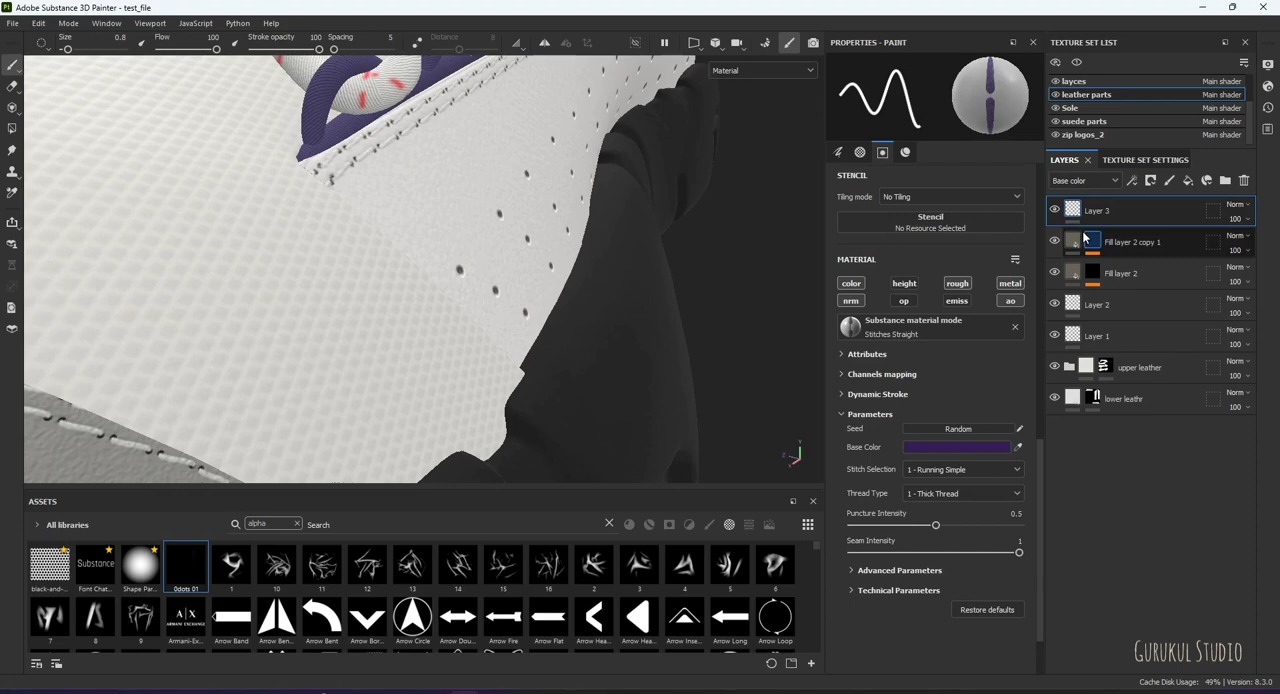 Adobe Substance 3D Painter - test_file
File Edit Mode Window Viewport JavaScript Python Help
Size 0.8 Flow 100 Stroke opacity 100 Spacing 5 Distance 8
Material
PROPERTIES - PAINT
STENCIL
Tiling mode No Tiling
Stencil
No Resource Selected
MATERIAL
color height rough metal
nrm op emiss ao
Substance material mode
Stitches Straight
Attributes
Channels mapping
Dynamic Stroke
Parameters
Seed Random
Base Color
Stitch Selection 1 - Running Simple
Thread Type 1 - Thick Thread
Puncture Intensity 0.5
Seam Intensity 1
Advanced Parameters
Technical Parameters
Restore defaults
TEXTURE SET LIST
layces Main shader
leather parts Main shader
Sole Main shader
suede parts Main shader
zip logos_2 Main shader
LAYERS TEXTURE SET SETTINGS
Base color
Layer 3 Norm 100
Fill layer 2 copy 1 Norm 100
Fill layer 2 Norm 100
Layer 2 Norm 100
Layer 1 Norm 100
upper leather Norm 100
lower leathr Norm 100
ASSETS
All libraries alpha Search
black-and-... Font Chat... Shape Par... 0dots 01 1 10 11 12 13 14 15 16 2 3 4 5 6
7 8 9 Armani-Ex... Arrow Band Arrow Ben... Arrow Bent Arrow Bor... Arrow Circle Arrow Dou... Arrow Fire Arrow Flat Arrow Hea... Arrow Hea... Arrow Inse... Arrow Long Arrow Loop
GURUKUL STUDIO
Cache Disk Usage: 49% | Version: 8.3.0